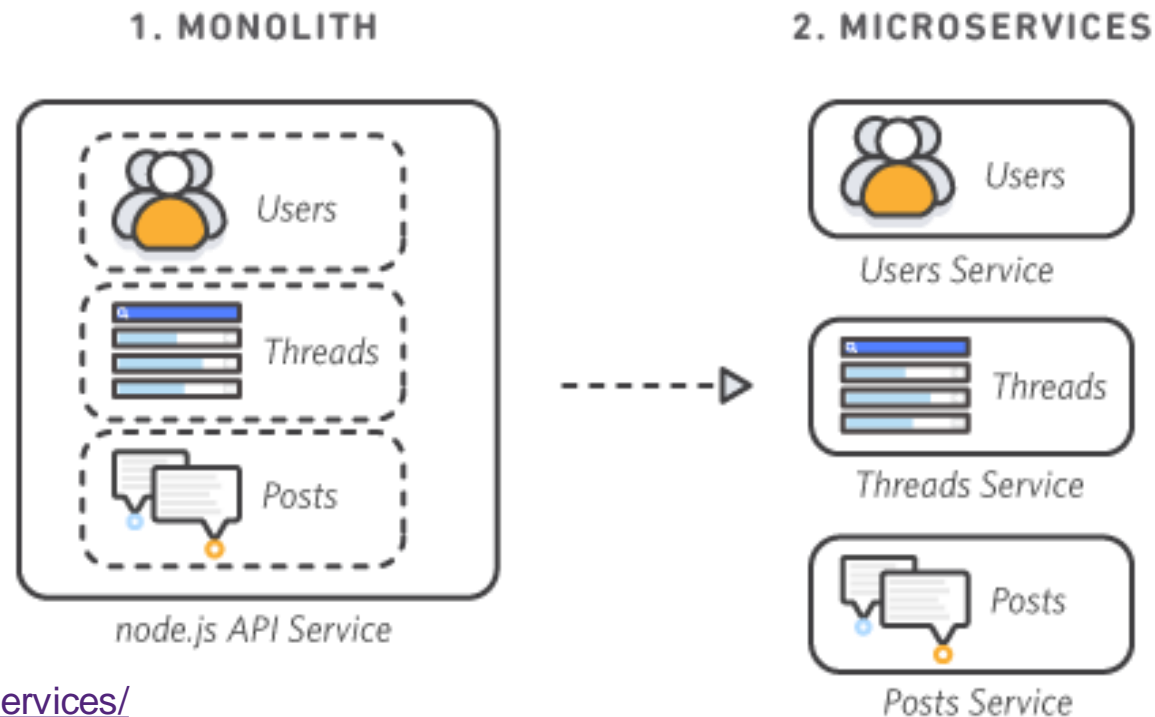 1. MONOLITH
Users
Threads
Posts
node.js API Service
2. MICROSERVICES
Users
Users Service
Threads
Threads Service
Posts
Posts Service
ervices/